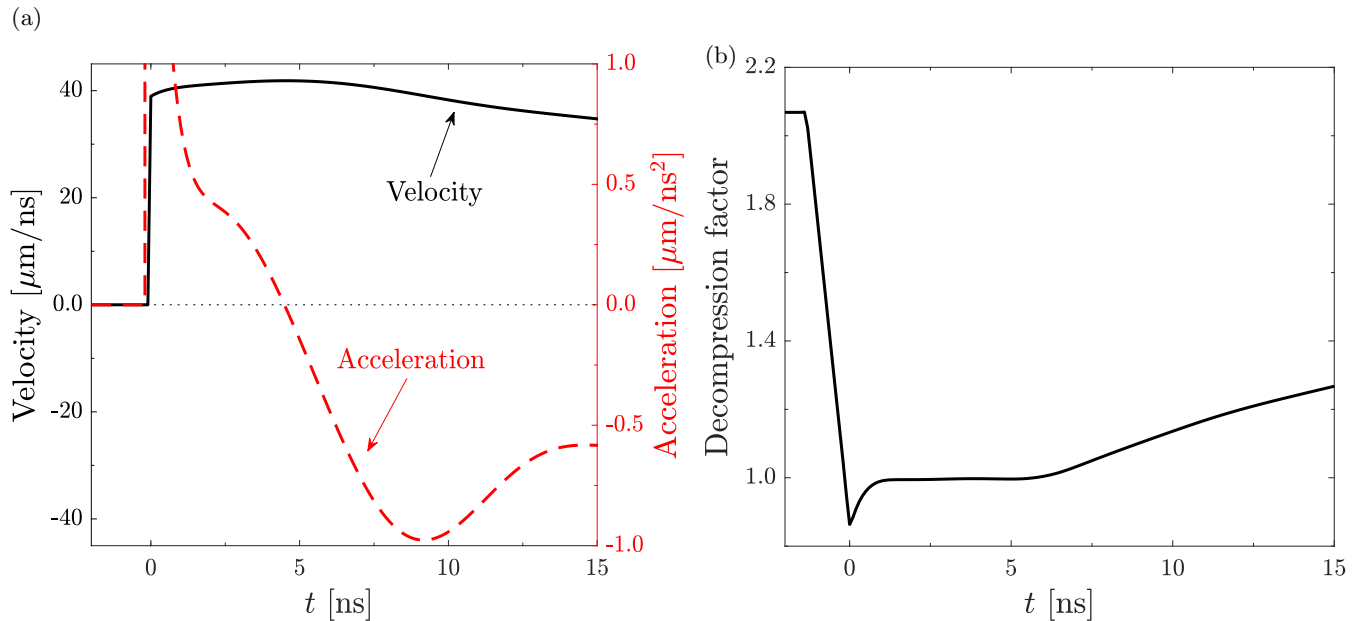 (a)
Velocity [μm/ns]
40
20
0.0
-20
-40
Velocity
Acceleration
1.0
0.5
0.0
-0.5
-1.0
Acceleration [μm/ns²]
0
5
10
15
t [ns]
(b)
Decompression factor
2.2
1.8
1.4
1.0
0
5
10
15
t [ns]